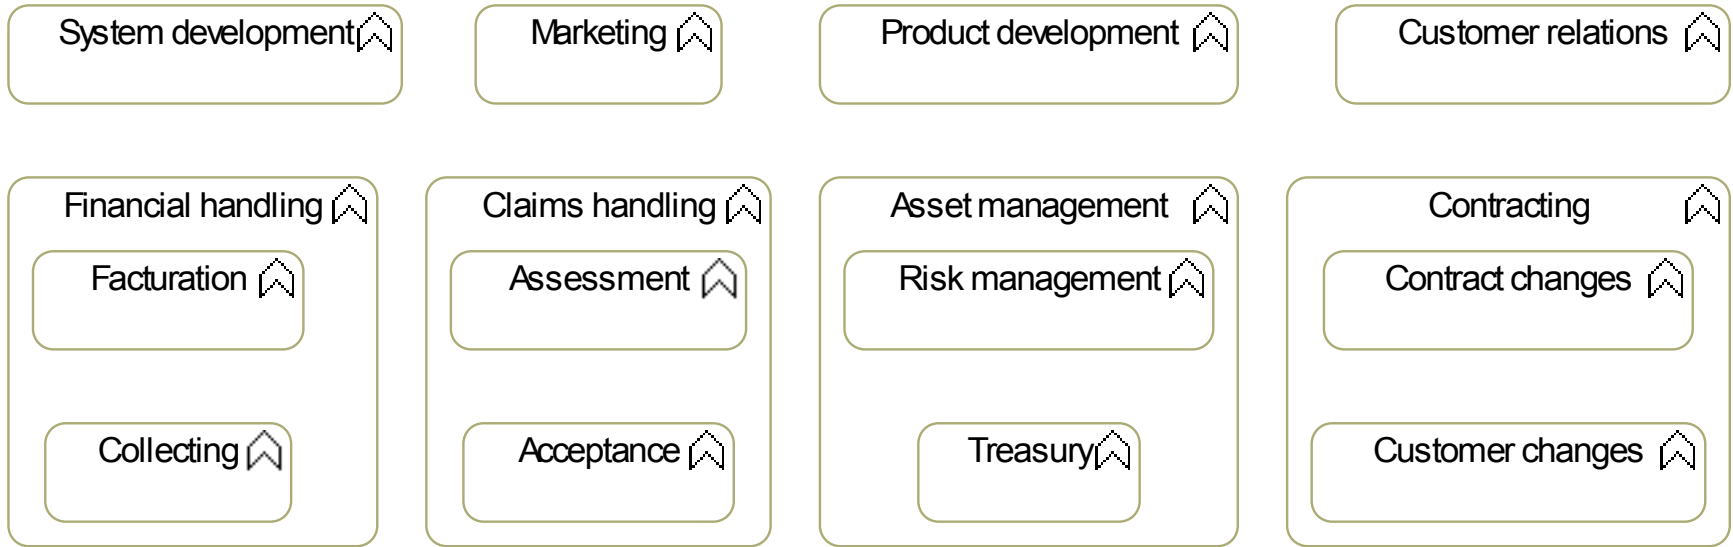 System development
Marketing
Product development
Customer relations
Financial handling
Facturation
Collecting
Claims handling
Assessment
Acceptance
Asset management
Risk management
Treasury
Contracting
Contract changes
Customer changes